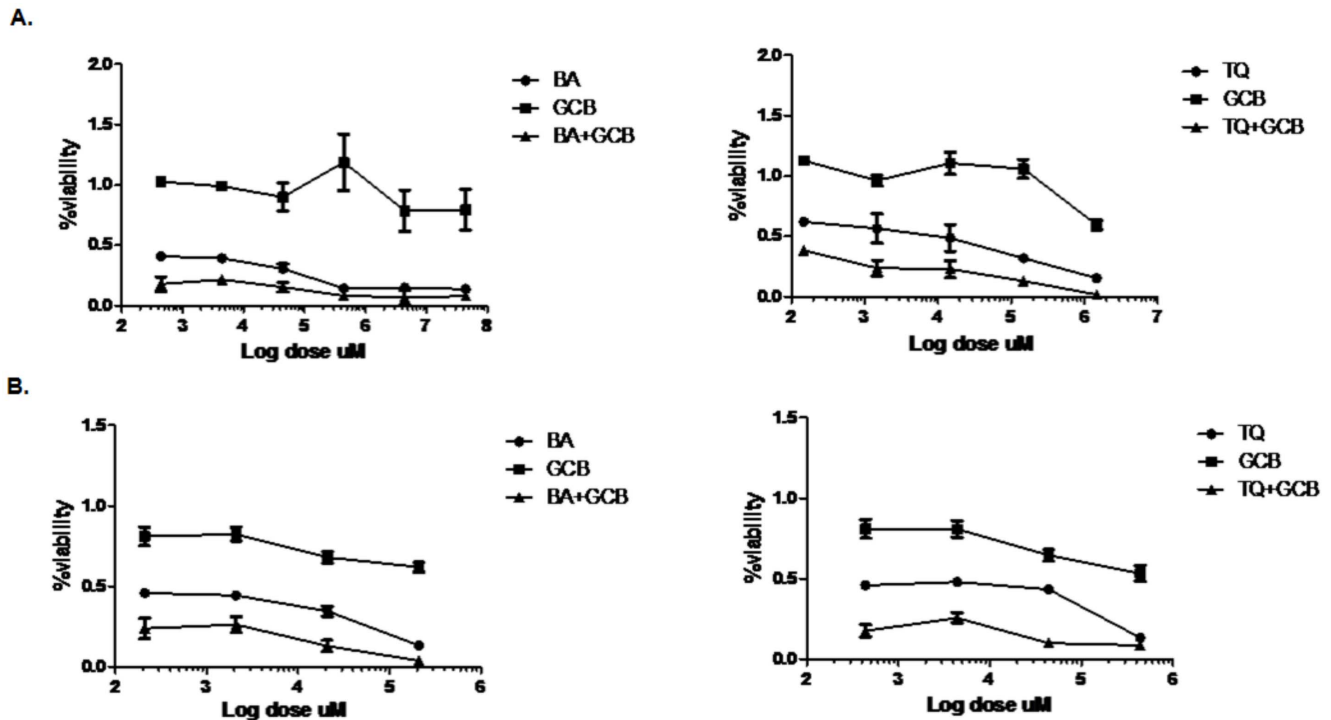 A.
2.0
1.5
1.0
0.5
0.0
%viability
2 3 4 5 6 7 8
Log dose uM
BA
GCB
BA+GCB
2.0
1.5
1.0
0.5
0.0
%viability
2 3 4 5 6 7
Log dose uM
TQ
GCB
TQ+GCB
B.
1.5
1.0
0.5
0.0
%viability
2 3 4 5 6
Log dose uM
BA
GCB
BA+GCB
1.5
1.0
0.5
0.0
%viability
2 3 4 5 6
Log dose uM
TQ
GCB
TQ+GCB